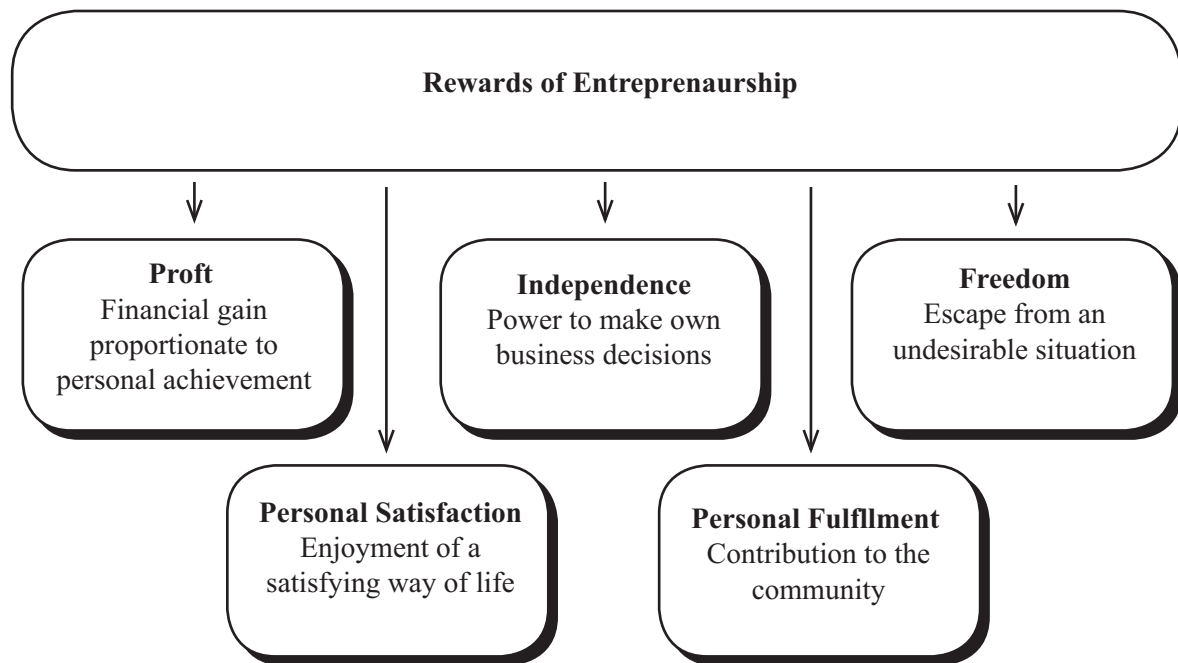 Rewards of Entreprenaurship
Proft
Financial gain
proportionate to
personal achievement
Independence
Power to make own
business decisions
Freedom
Escape from an
undesirable situation
Personal Satisfaction
Enjoyment of a
satisfying way of life
Personal Fulfllment
Contribution to the
community